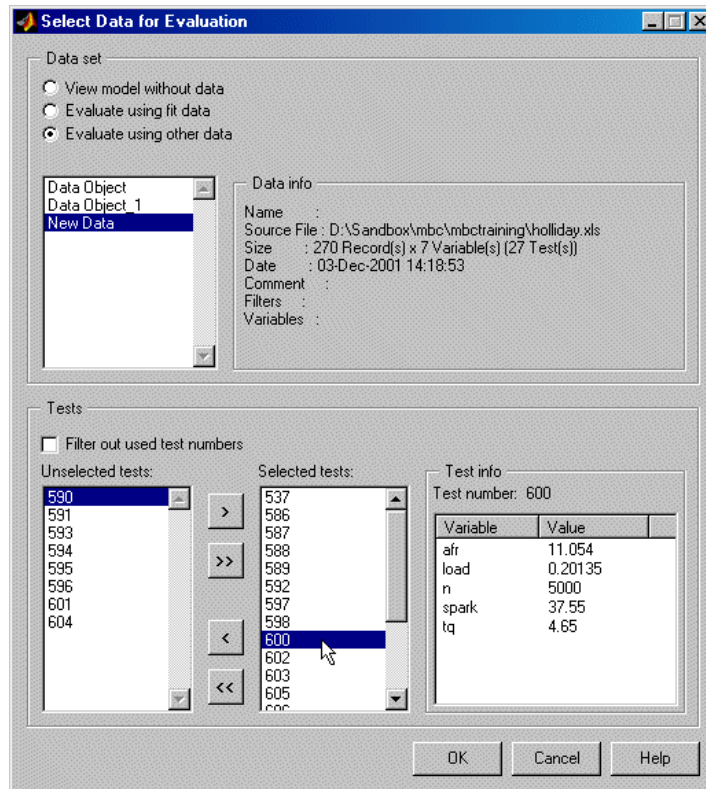 Select Data for Evaluation
Data set
View model without data
Evaluate using fit data
Evaluate using other data
Data Object
Data Object_1
New Data
Data info
Name :
Source File : D:\Sandbox\mbc\mbctraining\holliday.xls
Size : 270 Record(s) x 7 Variable(s) (27 Test(s))
Date : 03-Dec-2001 14:18:53
Comment :
Filters :
Variables :
Tests
Filter out used test numbers
Unselected tests:
590
591
593
594
595
596
601
604
>
>>
<
<<
Selected tests:
537
586
587
588
589
592
597
598
600
602
603
605
Test info
Test number: 600
Variable Value
afr 11.054
load 0.20135
n 5000
spark 37.55
tq 4.65
OK Cancel Help